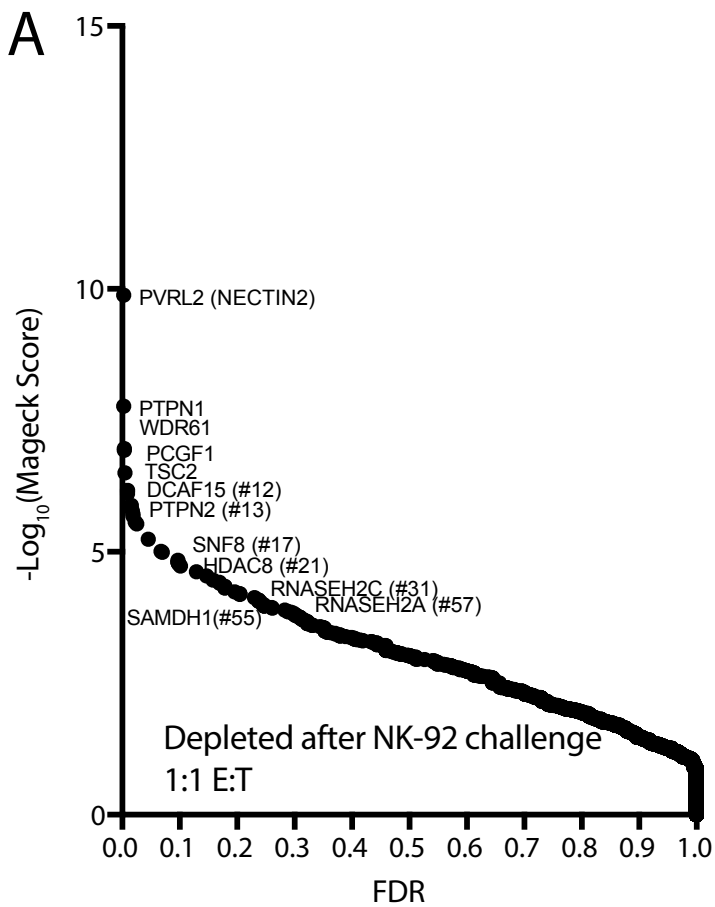 A
15
10
5
0
-Log10(Mageck Score)
PVRL2 (NECTIN2)
PTPN1
WDR61
PCGF1
TSC2
DCAF15 (#12)
PTPN2 (#13)
SNF8 (#17)
HDAC8 (#21)
RNASEH2C (#31)
RNASEH2A (#57)
SAMDH1(#55)
Depleted after NK-92 challenge
1:1 E:T
0.0 0.1 0.2 0.3 0.4 0.5 0.6 0.7 0.8 0.9 1.0
FDR